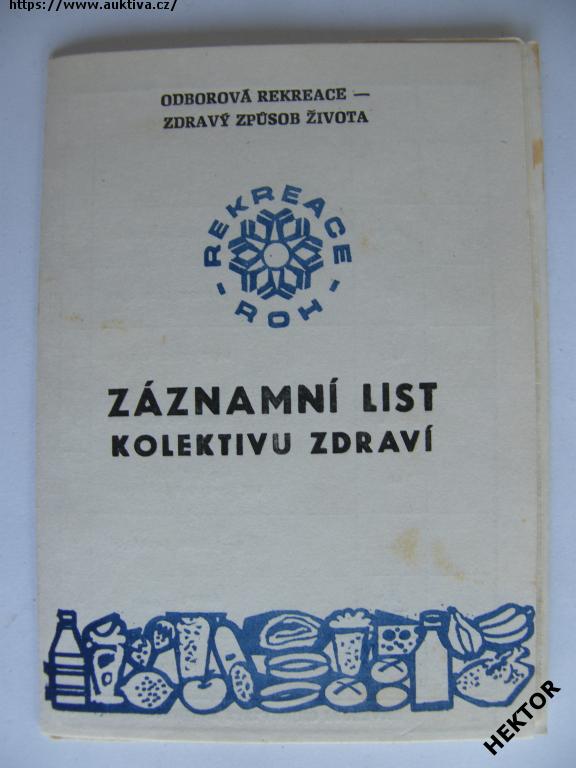 https://www.auktiva.cz/
ODBOROVÁ REKREACE —
ZDRAVÝ ZPŮSOB ŽIVOTA
REKREACE - ROH -
ZÁZNAMNÍ LIST
KOLEKTIVU ZDRAVÍ
HEKTOR